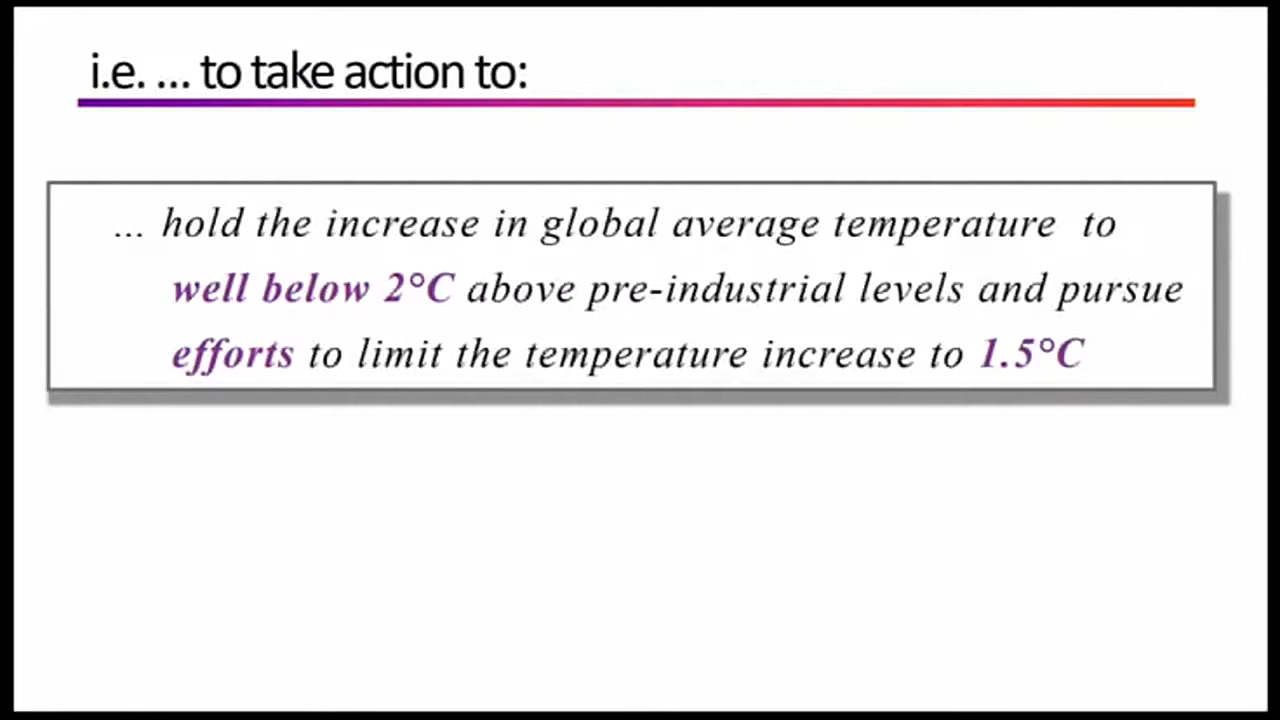 i.e. ... to take action to:
... hold the increase in global average temperature to
well below 2°C above pre-industrial levels and pursue
efforts to limit the temperature increase to 1.5°C